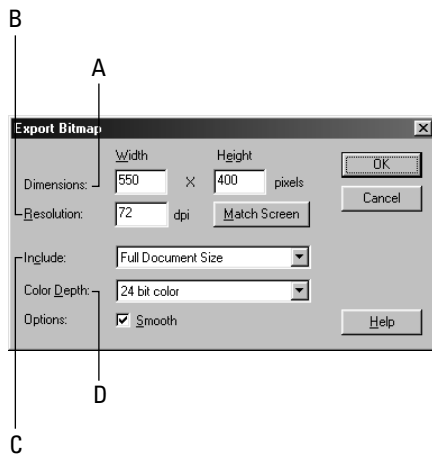 B
A
Export Bitmap
Width Height
Dimensions: 550 X 400 pixels OK
Resolution: 72 dpi Match Screen Cancel
Include: Full Document Size
Color Depth: 24 bit color
Options: Smooth Help
D
C